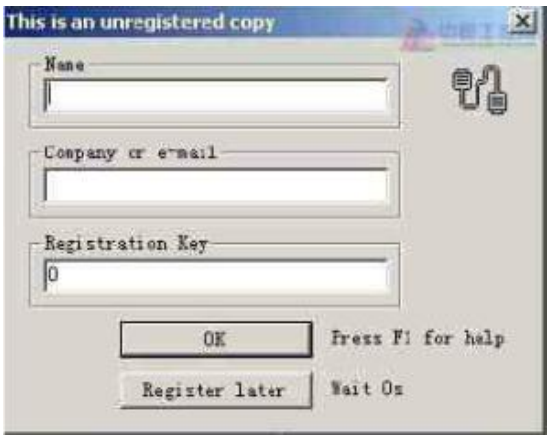 This is an unregistered copy
Name
Company or e-mail
Registration Key
0
OK
Press F1 for help
Register later
Wait 0s